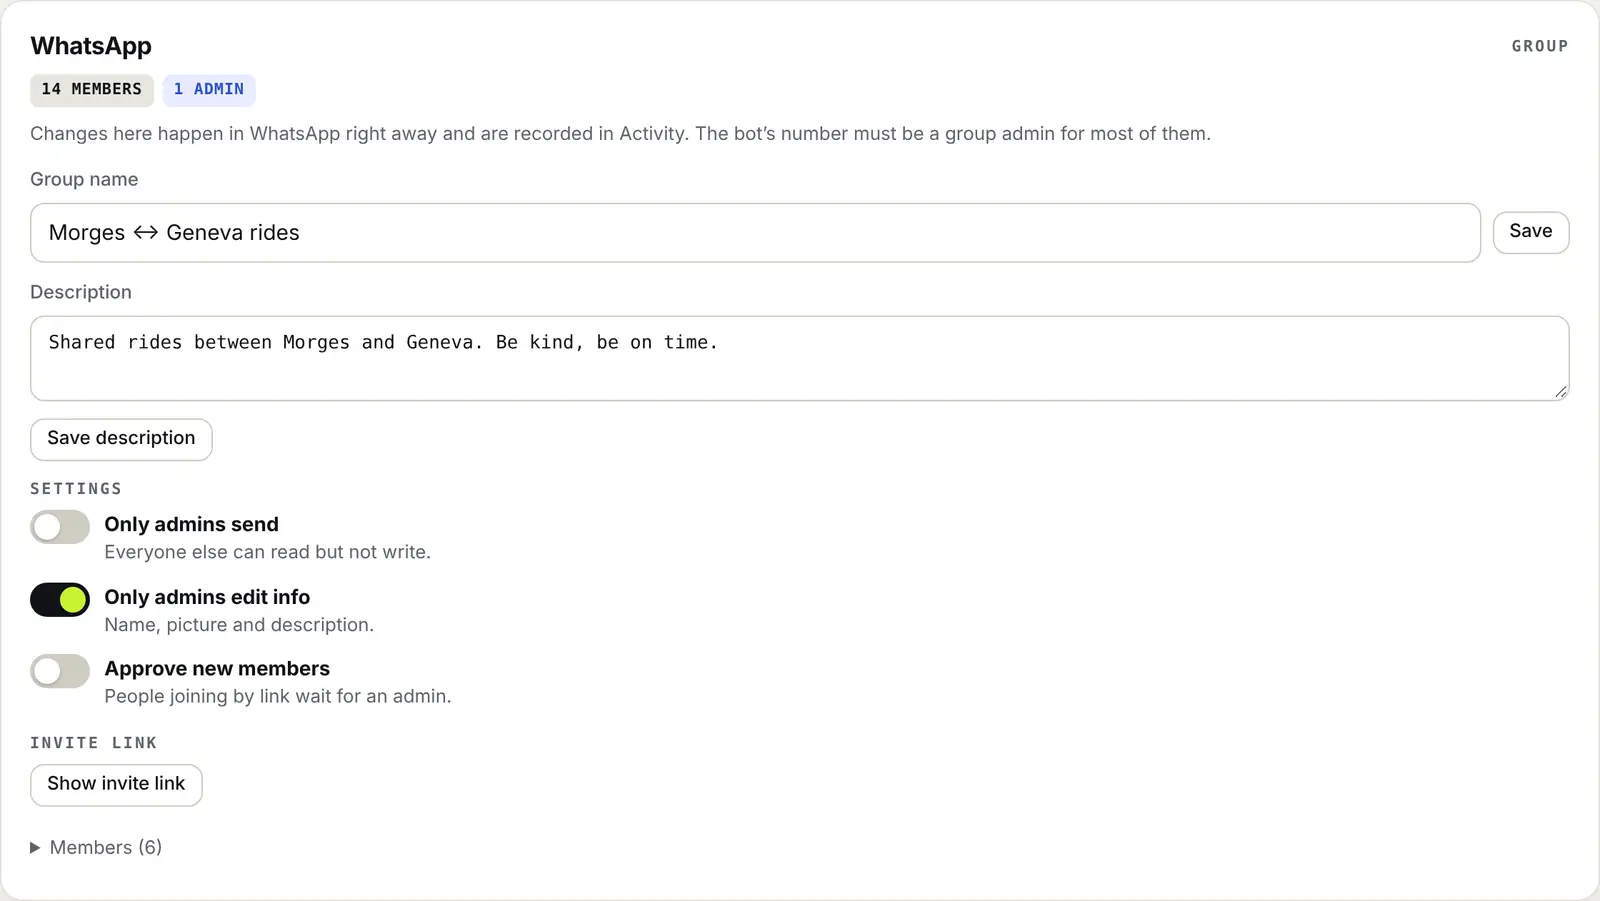 WhatsApp
GROUP
14 MEMBERS
1 ADMIN
Changes here happen in WhatsApp right away and are recorded in Activity. The bot’s number must be a group admin for most of them.
Group name
Morges ↔ Geneva rides
Save
Description
Shared rides between Morges and Geneva. Be kind, be on time.
Save description
SETTINGS
Only admins send
Everyone else can read but not write.
Only admins edit info
Name, picture and description.
Approve new members
People joining by link wait for an admin.
INVITE LINK
Show invite link
Members (6)